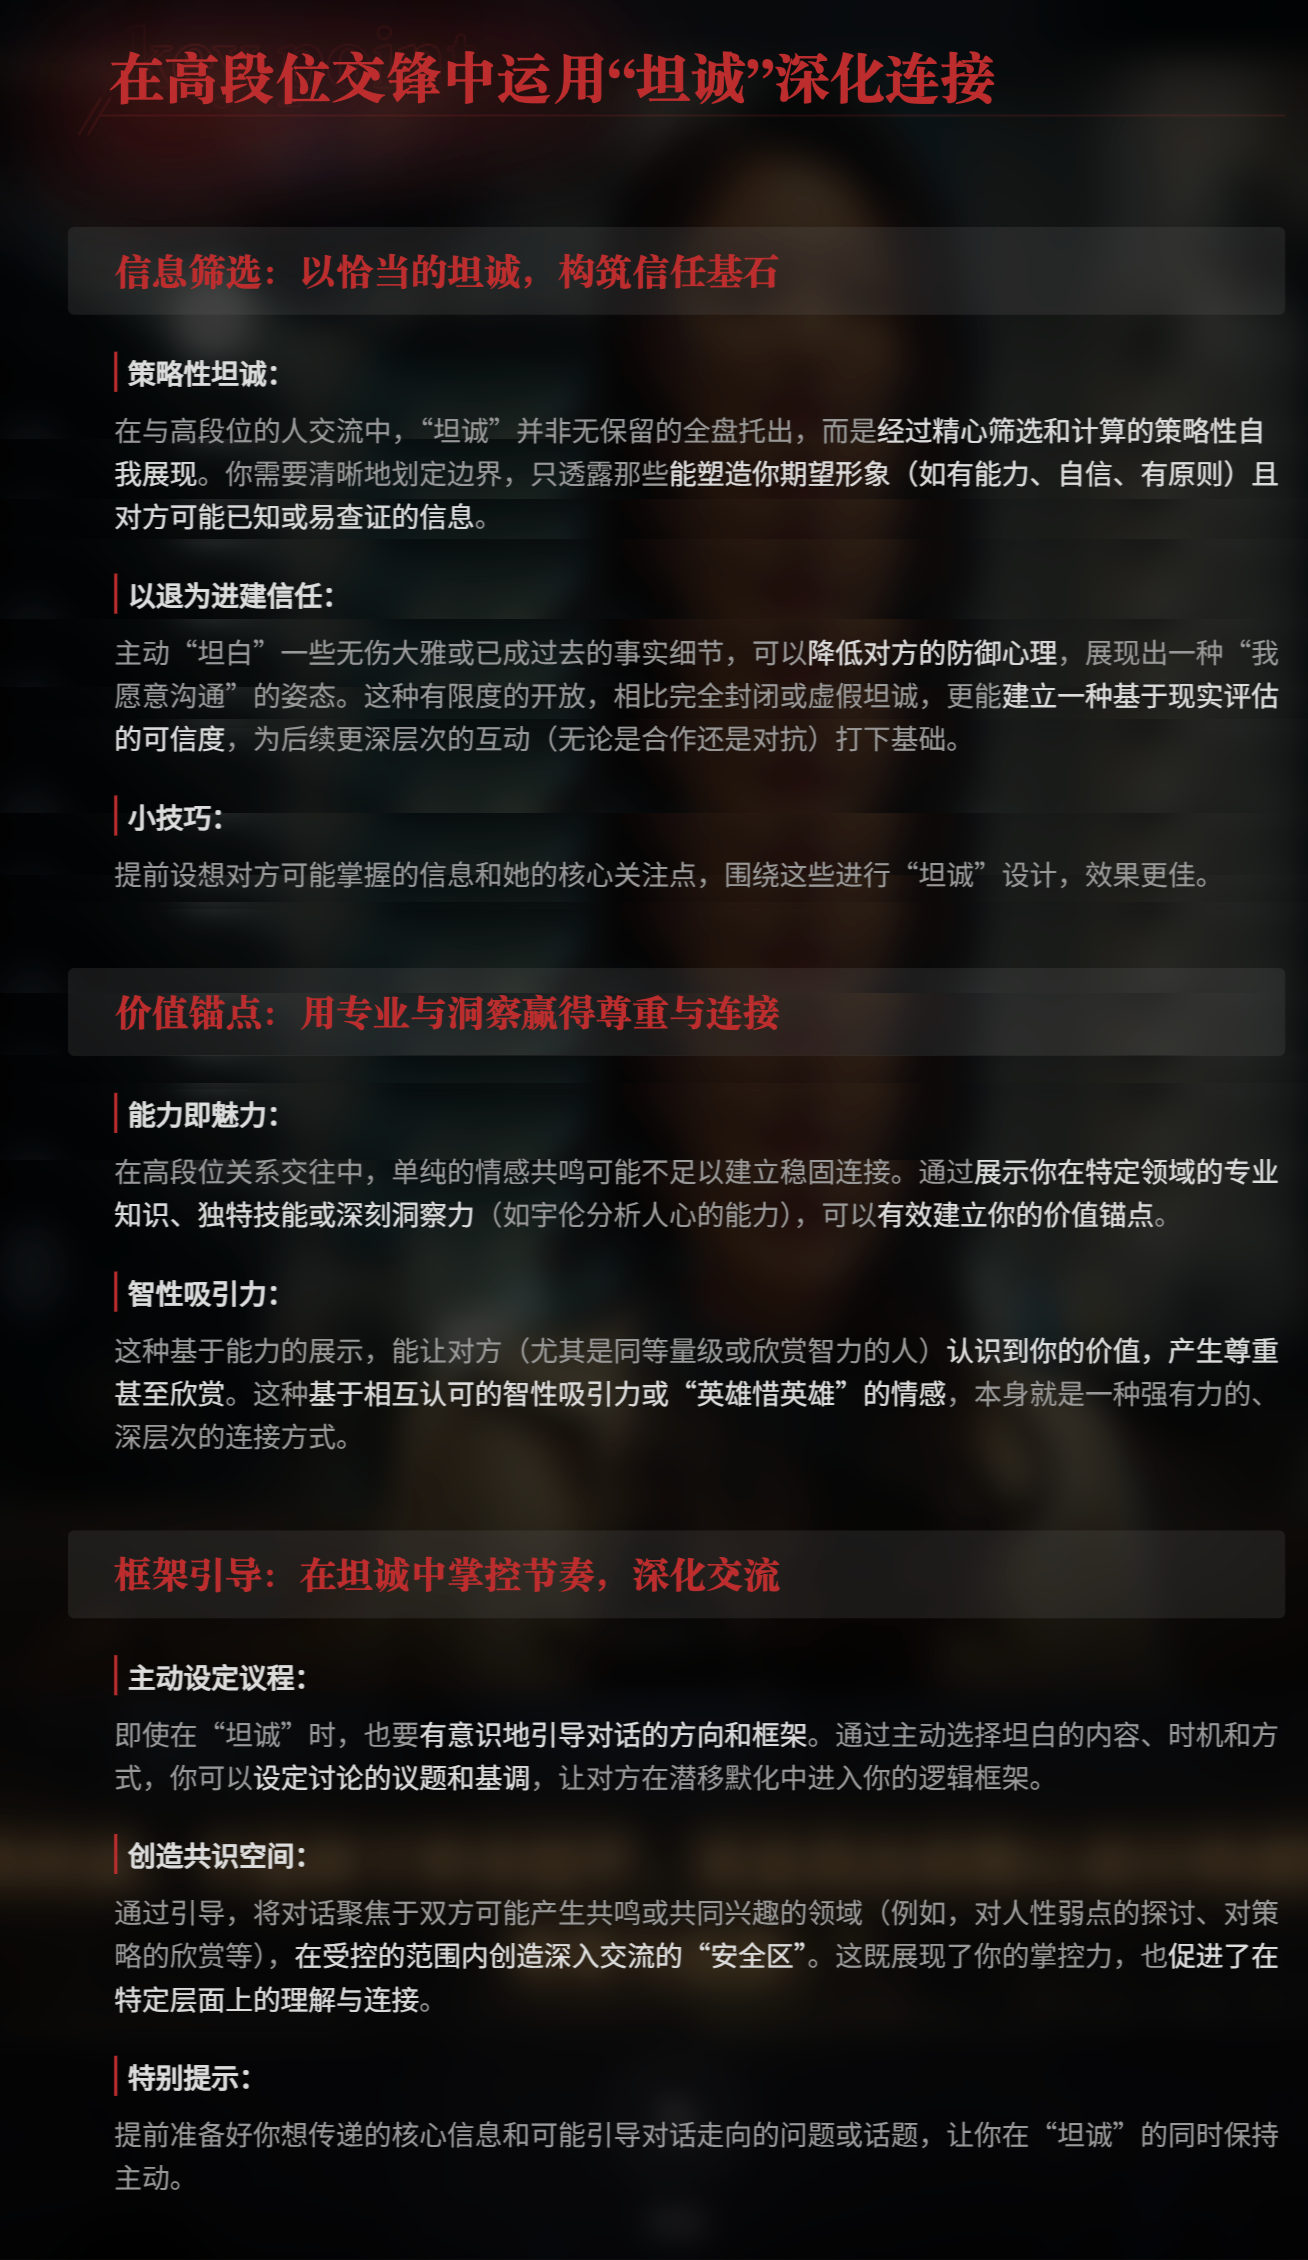 在高段位交锋中运用“坦诚”深化连接
信息筛选：以恰当的坦诚，构筑信任基石
策略性坦诚：
在与高段位的人交流中，“坦诚”并非无保留的全盘托出，而是经过精心筛选和计算的策略性自
我展现。你需要清晰地划定边界，只透露那些能塑造你期望形象（如有能力、自信、有原则）且
对方可能已知或易查证的信息。
以退为进建信任：
主动“坦白”一些无伤大雅或已成过去的事实细节，可以降低对方的防御心理，展现出一种“我
愿意沟通”的姿态。这种有限度的开放，相比完全封闭或虚假坦诚，更能建立一种基于现实评估
的可信度，为后续更深层次的互动（无论是合作还是对抗）打下基础。
小技巧：
提前设想对方可能掌握的信息和她的核心关注点，围绕这些进行“坦诚”设计，效果更佳。
价值锚点：用专业与洞察赢得尊重与连接
能力即魅力：
在高段位关系交往中，单纯的情感共鸣可能不足以建立稳固连接。通过展示你在特定领域的专业
知识、独特技能或深刻洞察力（如宇伦分析人心的能力），可以有效建立你的价值锚点。
智性吸引力：
这种基于能力的展示，能让对方（尤其是同等量级或欣赏智力的人）认识到你的价值，产生尊重
甚至欣赏。这种基于相互认可的智性吸引力或“英雄惜英雄”的情感，本身就是一种强有力的、
深层次的连接方式。
框架引导：在坦诚中掌控节奏，深化交流
主动设定议程：
即使在“坦诚”时，也要有意识地引导对话的方向和框架。通过主动选择坦白的内容、时机和方
式，你可以设定讨论的议题和基调，让对方在潜移默化中进入你的逻辑框架。
创造共识空间：
通过引导，将对话聚焦于双方可能产生共鸣或共同兴趣的领域（例如，对人性弱点的探讨、对策
略的欣赏等），在受控的范围内创造深入交流的“安全区”。这既展现了你的掌控力，也促进了在
特定层面上的理解与连接。
特别提示：
提前准备好你想传递的核心信息和可能引导对话走向的问题或话题，让你在“坦诚”的同时保持
主动。